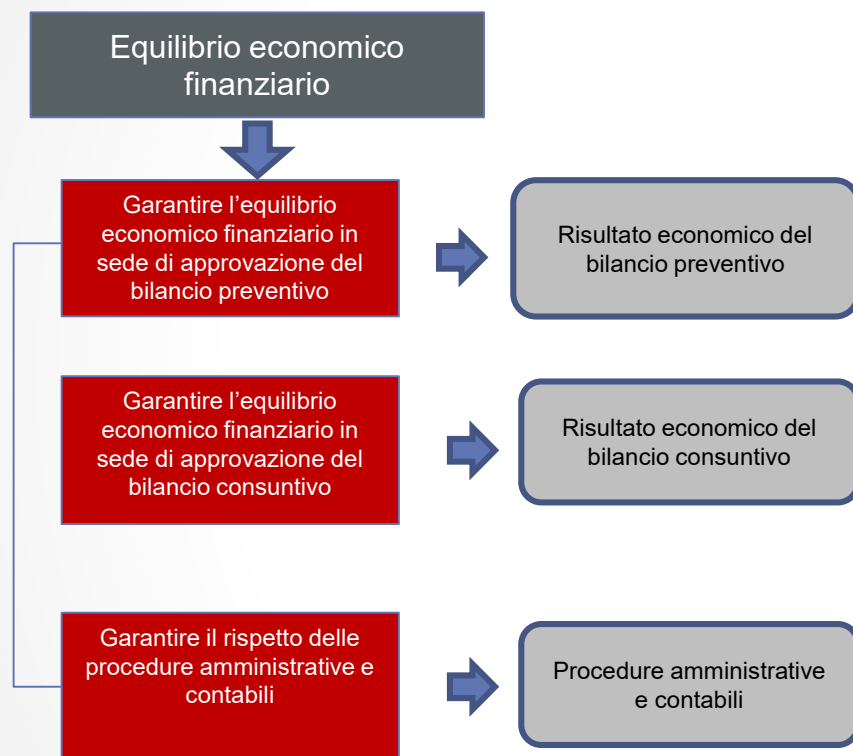 Equilibrio economico
finanziario
Garantire l’equilibrio
economico finanziario in
sede di approvazione del
bilancio preventivo
Risultato economico del
bilancio preventivo
Garantire l’equilibrio
economico finanziario in
sede di approvazione del
bilancio consuntivo
Risultato economico del
bilancio consuntivo
Garantire il rispetto delle
procedure amministrative e
contabili
Procedure amministrative
e contabili